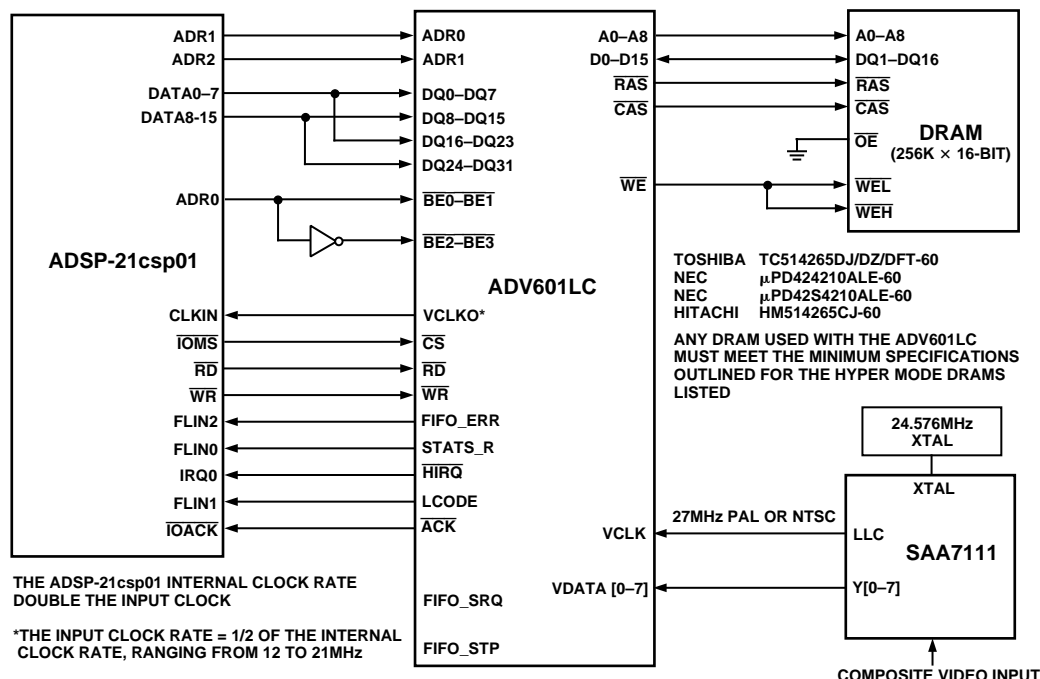 ADR1
ADR2
DATA0–7
DATA8-15
ADR0
ADSP-21csp01
CLKIN
IOMS
RD
WR
FLIN2
FLIN0
IRQ0
FLIN1
IOACK
THE ADSP-21csp01 INTERNAL CLOCK RATE
DOUBLE THE INPUT CLOCK
*THE INPUT CLOCK RATE = 1/2 OF THE INTERNAL
CLOCK RATE, RANGING FROM 12 TO 21MHz
ADR0
ADR1
DQ0–DQ7
DQ8–DQ15
DQ16–DQ23
DQ24–DQ31
BE0–BE1
BE2–BE3
ADV601LC
VCLKO*
CS
RD
WR
FIFO_ERR
STATS_R
HIRQ
LCODE
ACK
FIFO_SRQ
FIFO_STP
A0–A8
D0–D15
RAS
CAS
WE
VCLK
VDATA [0–7]
A0–A8
DQ1–DQ16
RAS
CAS
OE
WEL
WEH
DRAM
(256K × 16-BIT)
TOSHIBA TC514265DJ/DZ/DFT-60
NEC μPD424210ALE-60
NEC μPD42S4210ALE-60
HITACHI HM514265CJ-60
ANY DRAM USED WITH THE ADV601LC
MUST MEET THE MINIMUM SPECIFICATIONS
OUTLINED FOR THE HYPER MODE DRAMS
LISTED
24.576MHz
XTAL
XTAL
27MHz PAL OR NTSC
LLC
SAA7111
Y[0–7]
COMPOSITE VIDEO INPUT